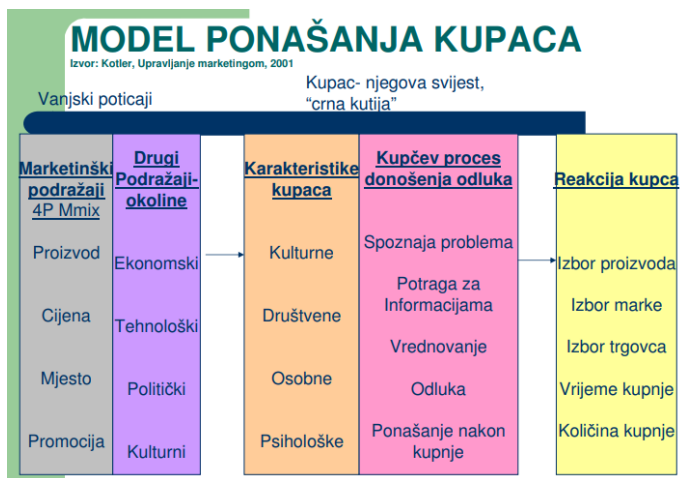 MODEL PONAŠANJA KUPACA
Izvor: Kotler, Upravljanje marketingom, 2001
Vanjski poticaji
Kupac- njegova svijest,
“crna kutija”
Marketinški
podražaji
4P Mmix
Proizvod
Cijena
Mjesto
Promocija
Drugi
Podražaji-
okoline
Ekonomski
Tehnološki
Politički
Kulturni
Karakteristike
kupaca
Kulturne
Društvene
Osobne
Psihološke
Kupčev proces
donošenja odluka
Spoznaja problema
Potraga za
Informacijama
Vrednovanje
Odluka
Ponašanje nakon
kupnje
Reakcija kupca
Izbor proizvoda
Izbor marke
Izbor trgovca
Vrijeme kupnje
Količina kupnje